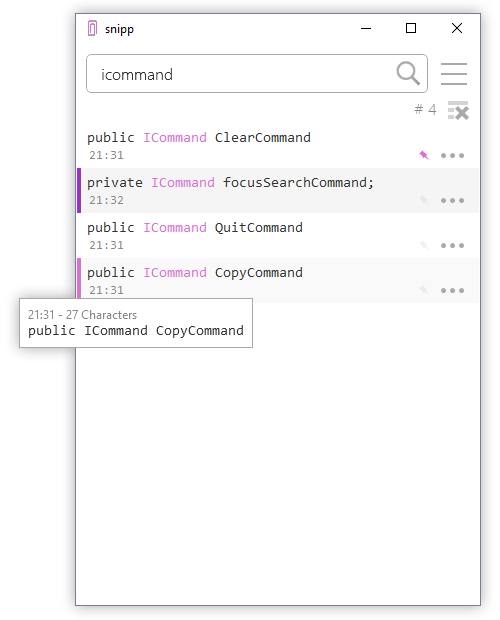 snipp
icommand
# 4
public ICommand ClearCommand
21:31
private ICommand focusSearchCommand;
21:32
public ICommand QuitCommand
21:31
public ICommand CopyCommand
21:31
21:31 - 27 Characters
public ICommand CopyCommand